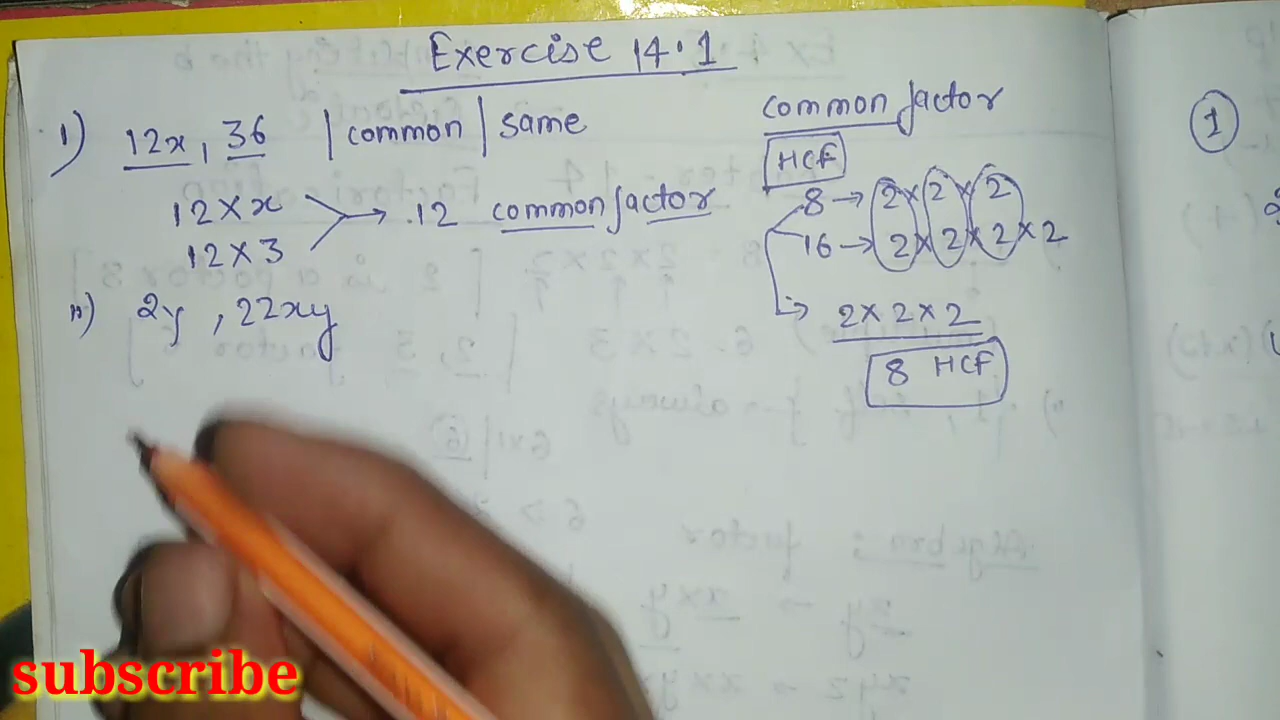 Exercise 14.1
i) 12x, 36 | common | same
12 × x
12 × 3
→ 12 common factor
ii) 2y , 22xy
common factor
HCF
8 → 2 × 2 × 2
16 → 2 × 2 × 2 × 2
→ 2 × 2 × 2
8 HCF
1
subscribe